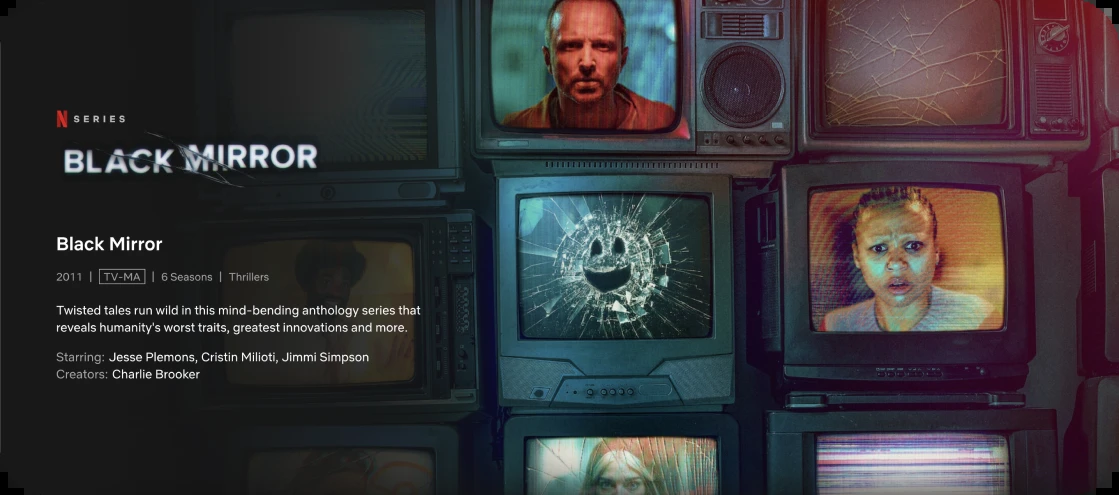 N SERIES
BLACK MIRROR
Black Mirror
2011 | TV-MA | 6 Seasons | Thrillers
Twisted tales run wild in this mind-bending anthology series that
reveals humanity's worst traits, greatest innovations and more.
Starring: Jesse Plemons, Cristin Milioti, Jimmi Simpson
Creators: Charlie Brooker